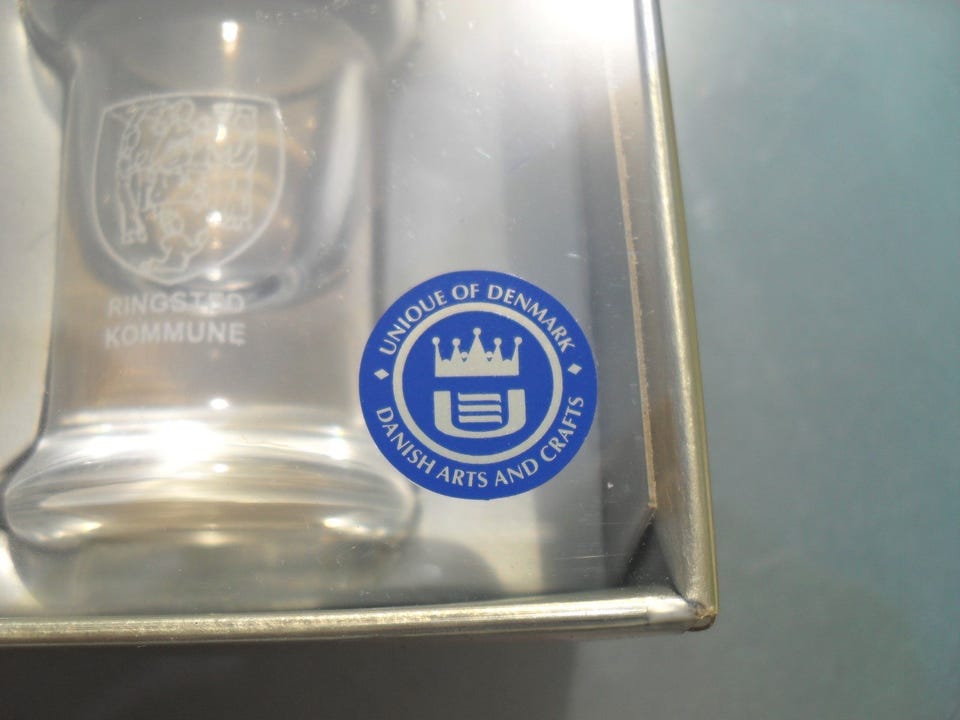 RINGSTED
KOMMUNE
UNIQUE OF DENMARK
DANISH ARTS AND CRAFTS